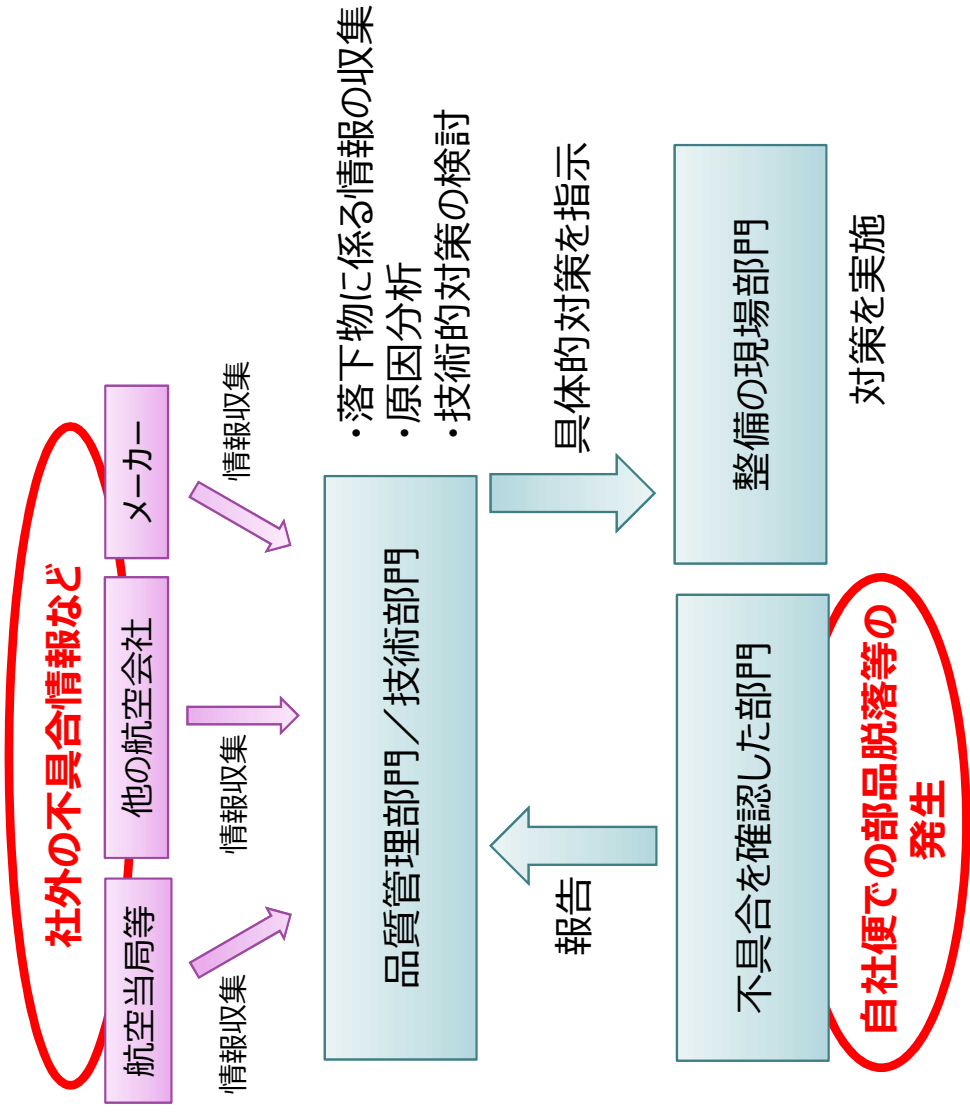 社外の不具合情報など
航空当局等
他の航空会社
メーカー
情報収集
情報収集
情報収集
品質管理部門／技術部門
・落下物に係る情報の収集
・原因分析
・技術的対策の検討
報告
具体的対策を指示
不具合を確認した部門
整備の現場部門
対策を実施
自社便での部品脱落等の
発生